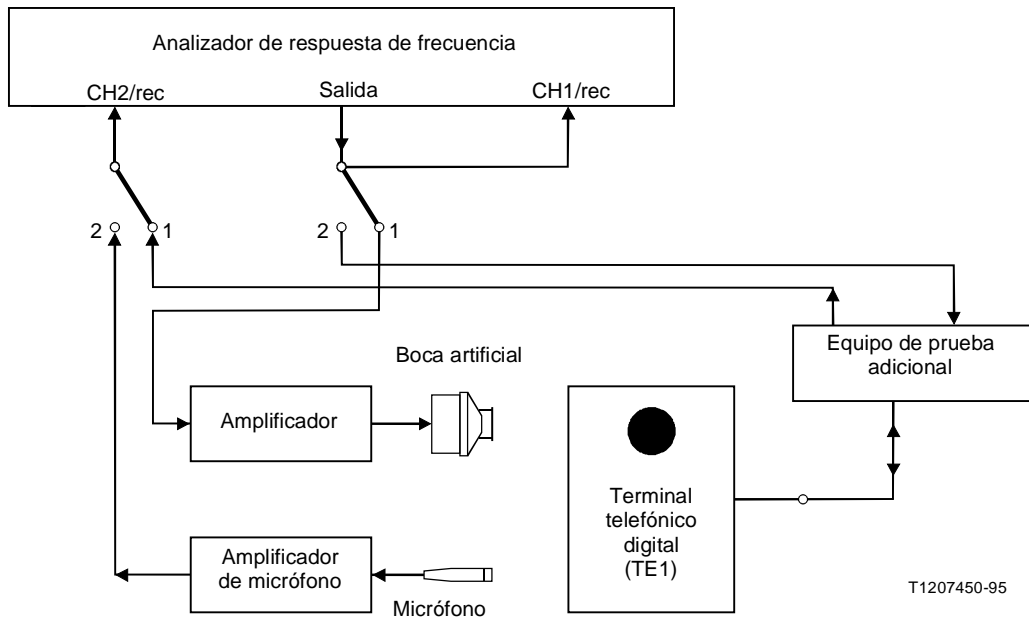 Analizador de respuesta de frecuencia
CH2/rec
Salida
CH1/rec
2
1
2
1
Equipo de prueba
adicional
Boca artificial
Amplificador
Terminal
telefónico
digital
(TE1)
Amplificador
de micrófono
Micrófono
T1207450-95